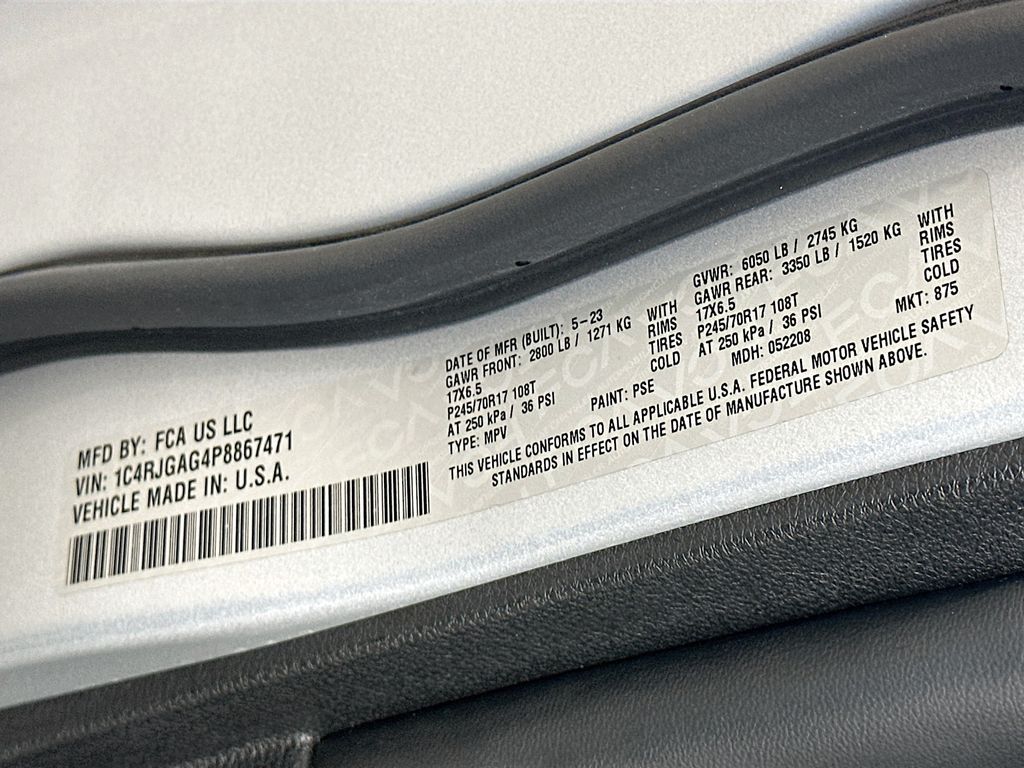 MFD BY: FCA US LLC
VIN: 1C4RJGAG4P8867471
VEHICLE MADE IN: U.S.A.
DATE OF MFR (BUILT): 5-23
GAWR FRONT: 2800 LB / 1271 KG WITH
17X6.5 RIMS
P245/70R17 108T TIRES
AT 250 kPa / 36 PSI COLD
TYPE: MPV PAINT: PSE
GVWR: 6050 LB / 2745 KG
GAWR REAR: 3350 LB / 1520 KG WITH
17X6.5 RIMS
P245/70R17 108T TIRES
AT 250 kPa / 36 PSI COLD
MDH: 052208 MKT: 875
THIS VEHICLE CONFORMS TO ALL APPLICABLE U.S.A. FEDERAL MOTOR VEHICLE SAFETY
STANDARDS IN EFFECT ON THE DATE OF MANUFACTURE SHOWN ABOVE.